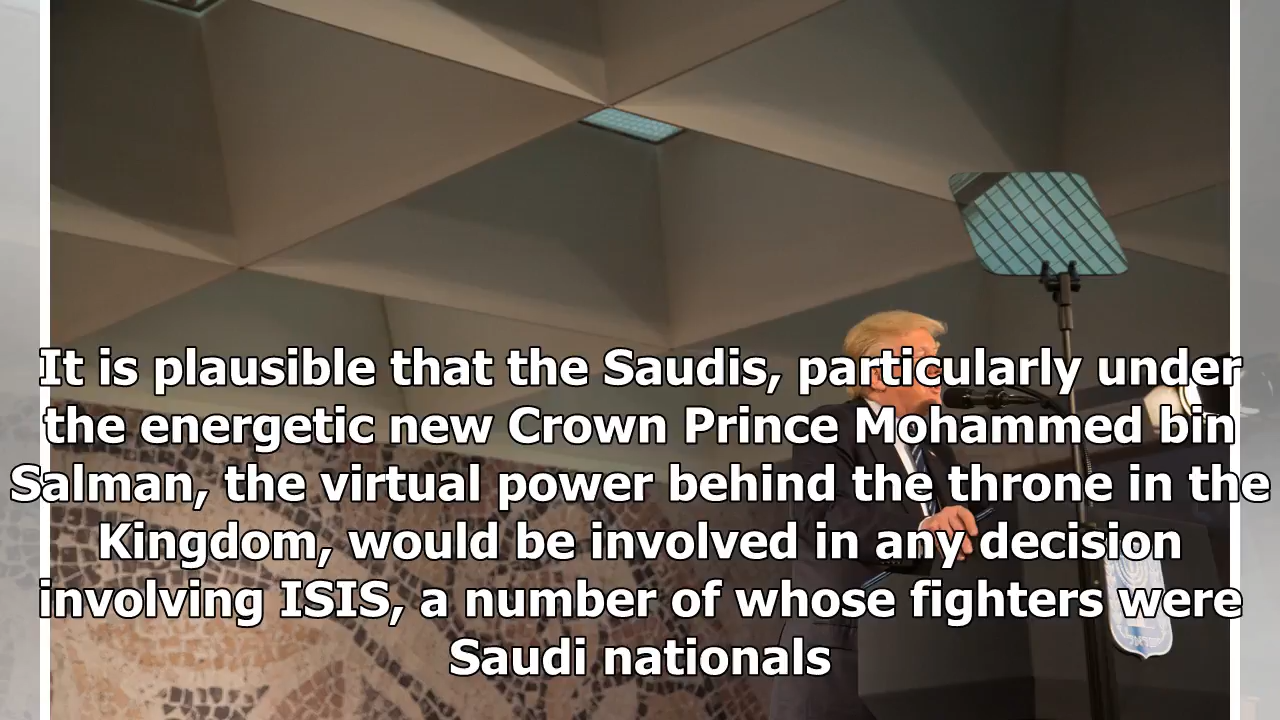 It is plausible that the Saudis, particularly under
the energetic new Crown Prince Mohammed bin
Salman, the virtual power behind the throne in the
Kingdom, would be involved in any decision
involving ISIS, a number of whose fighters were
Saudi nationals